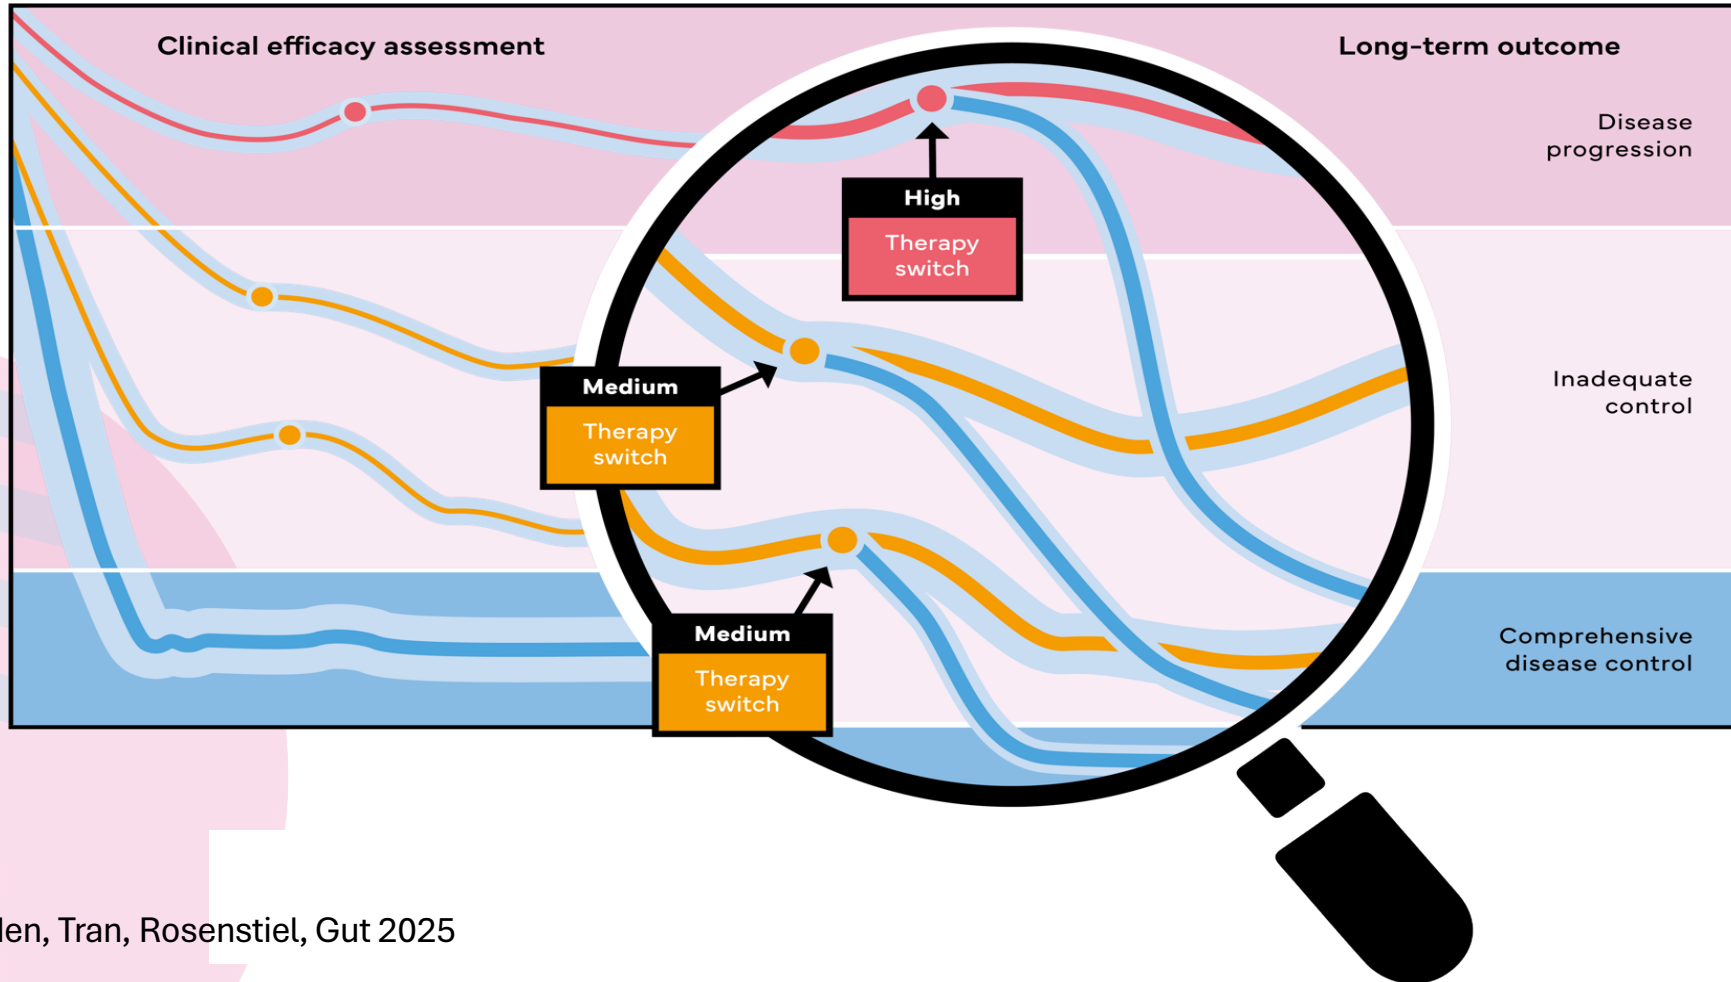 Clinical efficacy assessment
Long-term outcome
Disease
progression
High
Therapy
switch
Medium
Therapy
switch
Inadequate
control
Medium
Therapy
switch
Comprehensive
disease control
Tran, Rosenstiel, Gut 2025